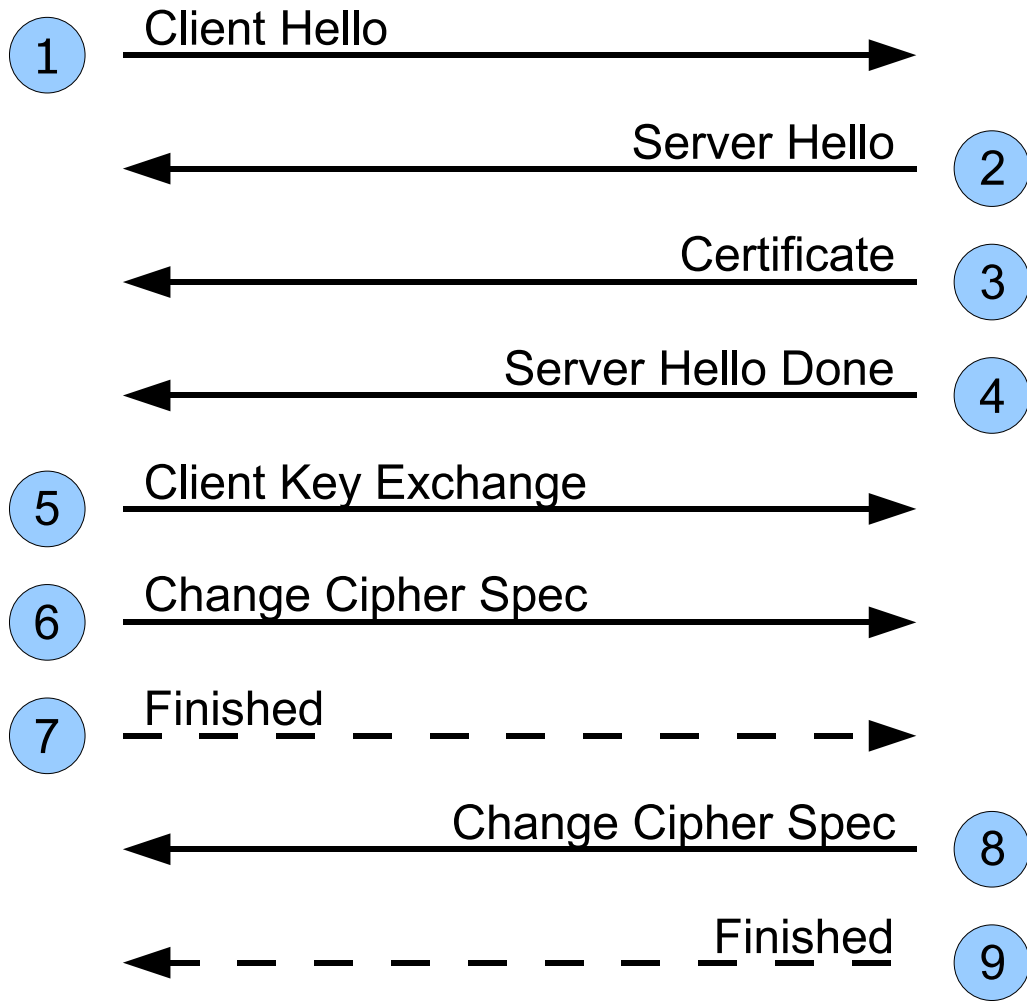 1 Client Hello
Server Hello 2
Certificate 3
Server Hello Done 4
5 Client Key Exchange
6 Change Cipher Spec
7 Finished
Change Cipher Spec 8
Finished 9